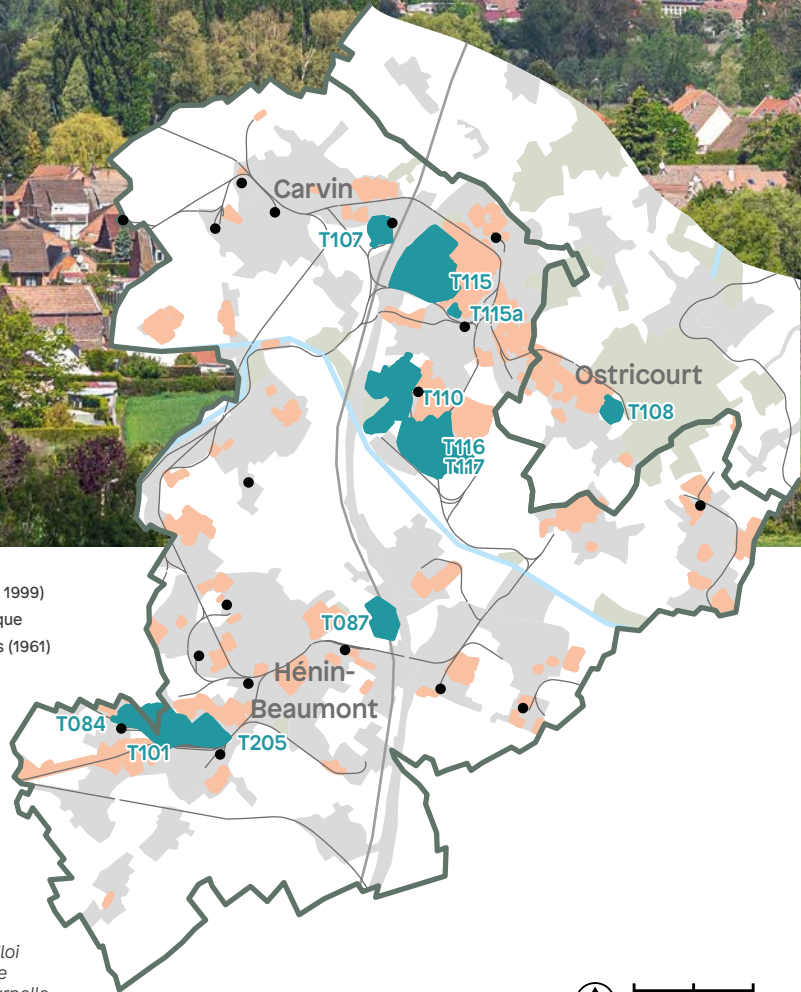 Carvin
T107
T115
T115a
Ostricourt
T110
T108
T116
T117
1999)
que
s (1961)
T087
Hénin-
Beaumont
T084
T101
T205
loi
e